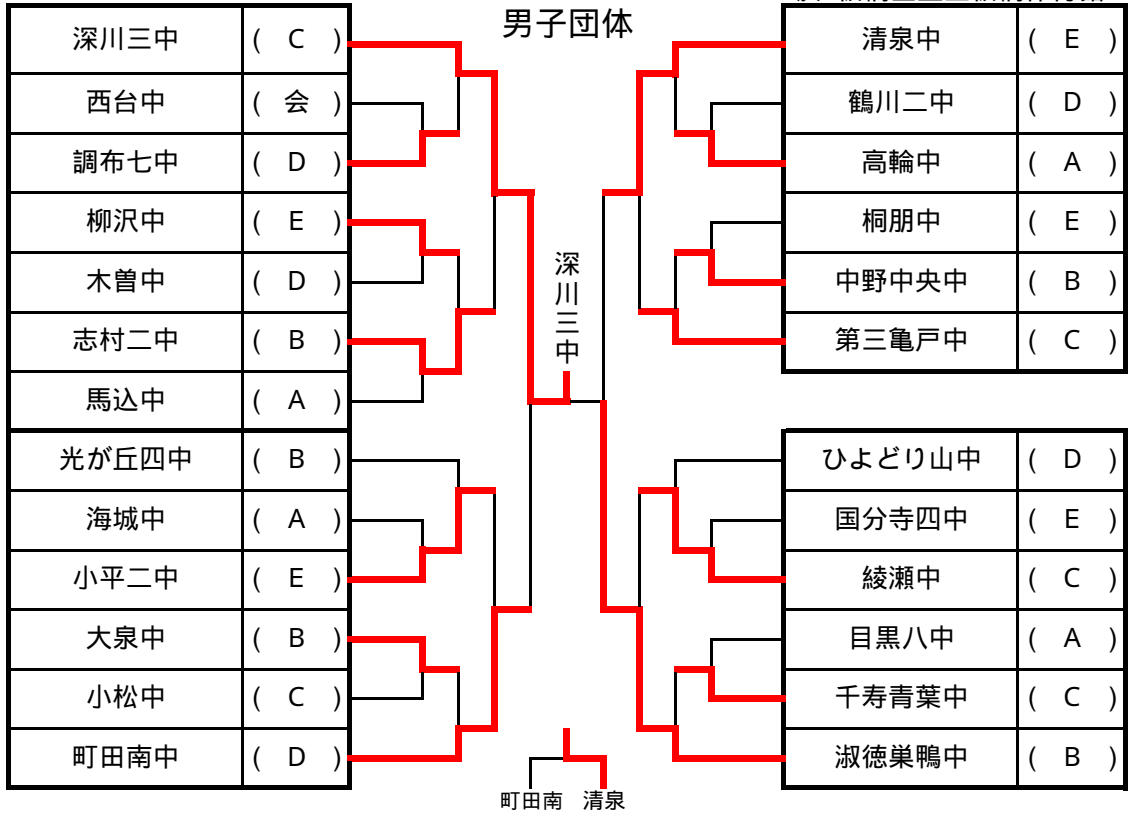 男子団体
深川三中 ( C )
西台中 ( 会 )
調布七中 ( D )
柳沢中 ( E )
木曽中 ( D )
志村二中 ( B )
馬込中 ( A )
光が丘四中 ( B )
海城中 ( A )
小平二中 ( E )
大泉中 ( B )
小松中 ( C )
町田南中 ( D )
深川三中
町田南 清泉
清泉中 ( E )
鶴川二中 ( D )
高輪中 ( A )
桐朋中 ( E )
中野中央中 ( B )
第三亀戸中 ( C )
ひよどり山中 ( D )
国分寺四中 ( E )
綾瀬中 ( C )
目黒八中 ( A )
千寿青葉中 ( C )
淑徳巣鴨中 ( B )